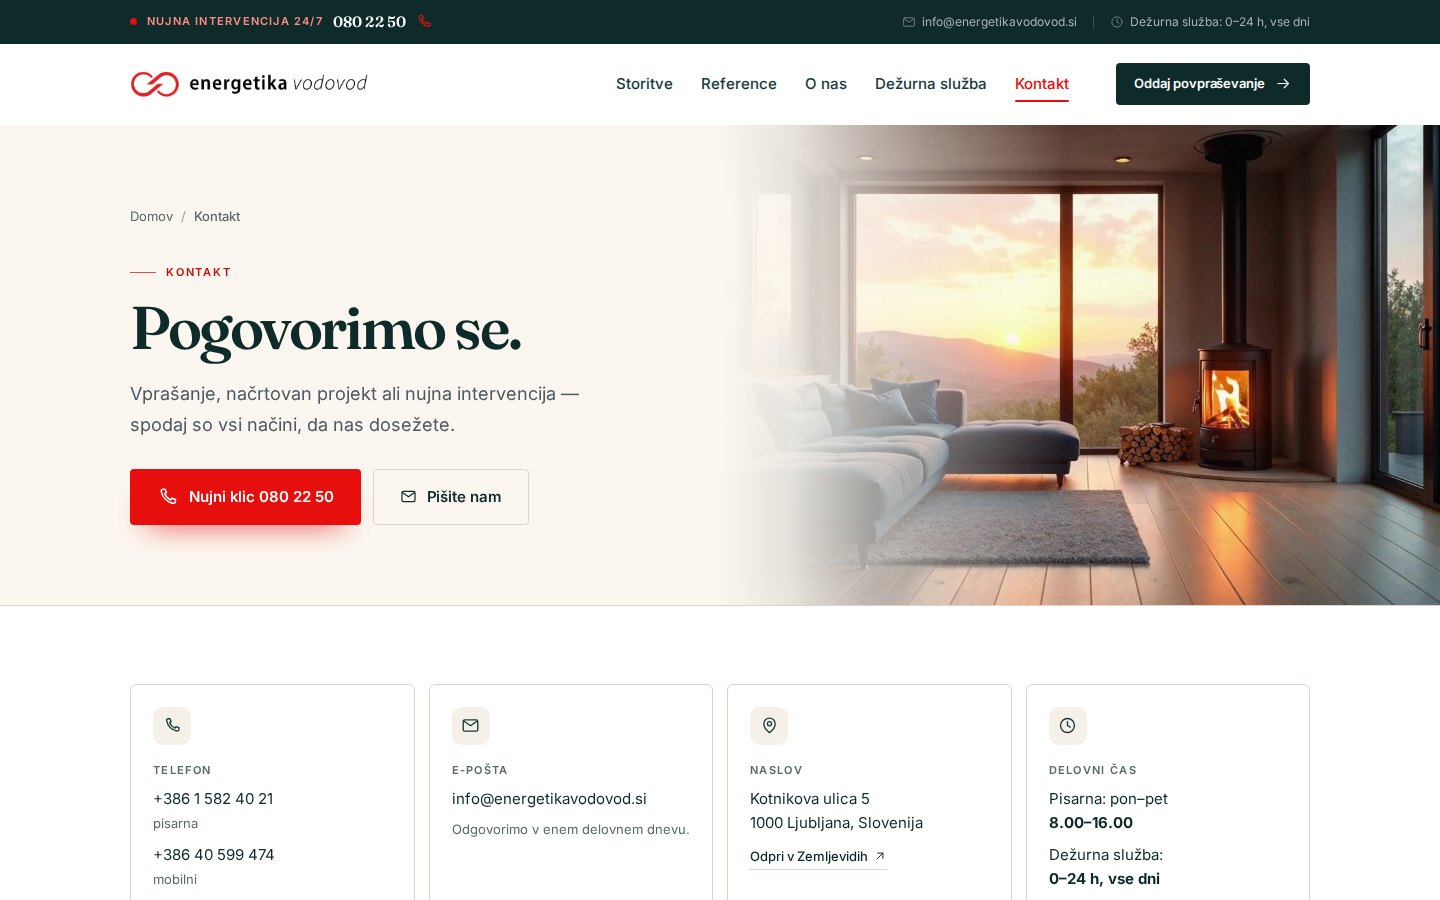 NUJNA INTERVENCIJA 24/7 080 22 50
info@energetikavodovod.si
Dežurna služba: 0–24 h, vse dni
energetika vodovod
Storitve
Reference
O nas
Dežurna služba
Kontakt
Oddaj povpraševanje
Domov / Kontakt
KONTAKT
Pogovorimo se.
Vprašanje, načrtovan projekt ali nujna intervencija —
spodaj so vsi načini, da nas dosežete.
Nujni klic 080 22 50
Pišite nam
TELEFON
+386 1 582 40 21
pisarna
+386 40 599 474
mobilni
E-POŠTA
info@energetikavodovod.si
Odgovorimo v enem delovnem dnevu.
NASLOV
Kotnikova ulica 5
1000 Ljubljana, Slovenija
Odpri v Zemljevidih
DELOVNI ČAS
Pisarna: pon–pet
8.00–16.00
Dežurna služba:
0–24 h, vse dni